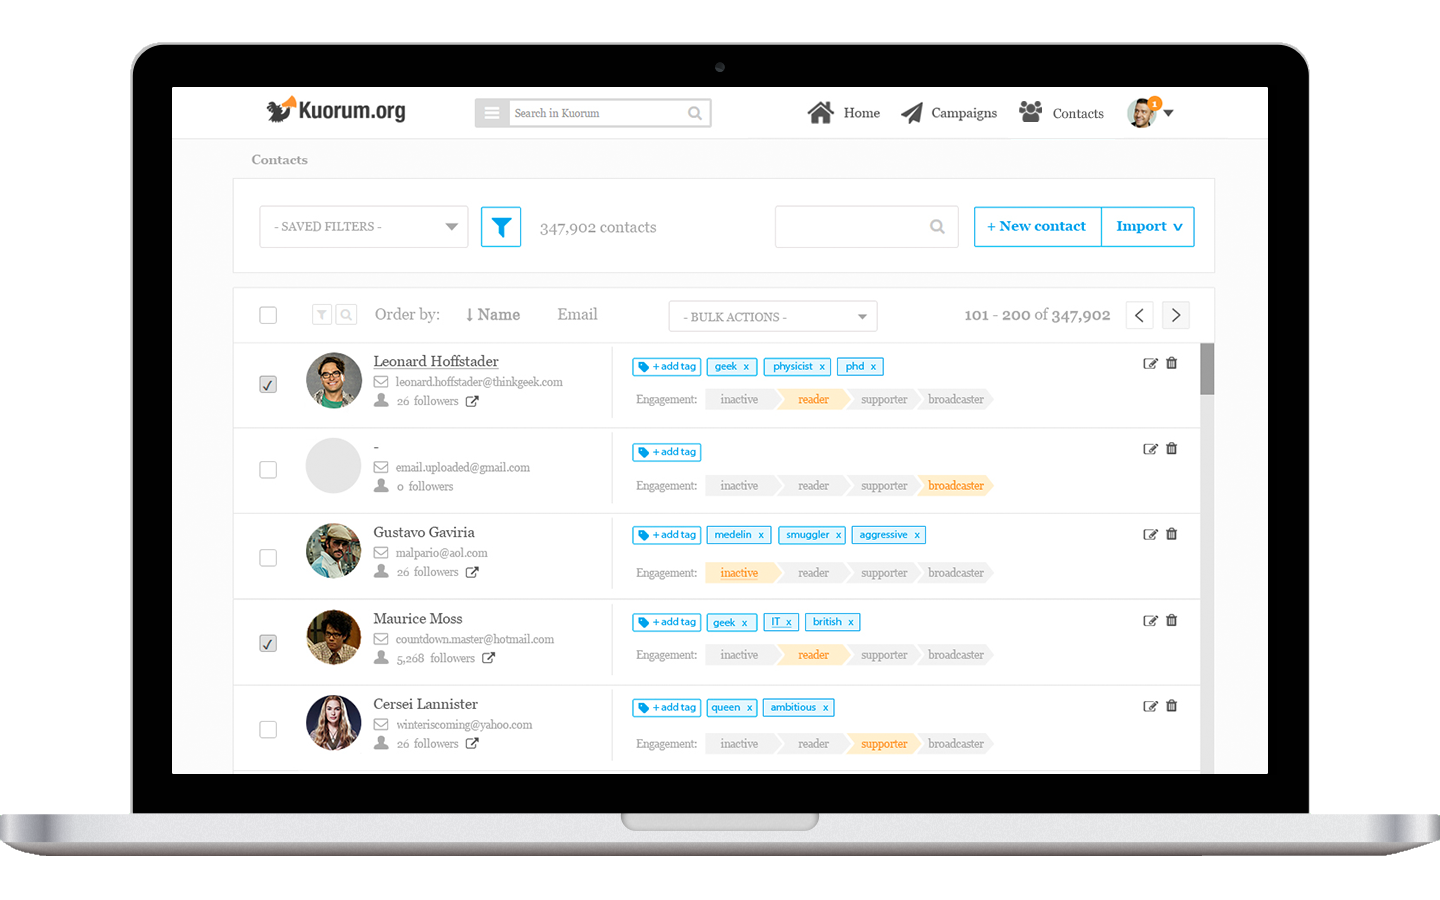 Kuorum.org
Search in Kuorum
Home
Campaigns
Contacts
1
Contacts
- SAVED FILTERS -
347,902 contacts
+ New contact
Import
Order by:
Name
Email
- BULK ACTIONS -
101 - 200 of 347,902
Leonard Hoffstader
leonard.hoffstader@thinkgeek.com
26 followers
+ add tag
geek x
physicist x
phd x
Engagement:
inactive
reader
supporter
broadcaster
-
email.uploaded@gmail.com
0 followers
+ add tag
Engagement:
inactive
reader
supporter
broadcaster
Gustavo Gaviria
malpario@aol.com
26 followers
+ add tag
medelin x
smuggler x
aggressive x
Engagement:
inactive
reader
supporter
broadcaster
Maurice Moss
countdown.master@hotmail.com
5,268 followers
+ add tag
geek x
IT x
british x
Engagement:
inactive
reader
supporter
broadcaster
Cersei Lannister
winteriscoming@yahoo.com
26 followers
+ add tag
queen x
ambitious x
Engagement:
inactive
reader
supporter
broadcaster